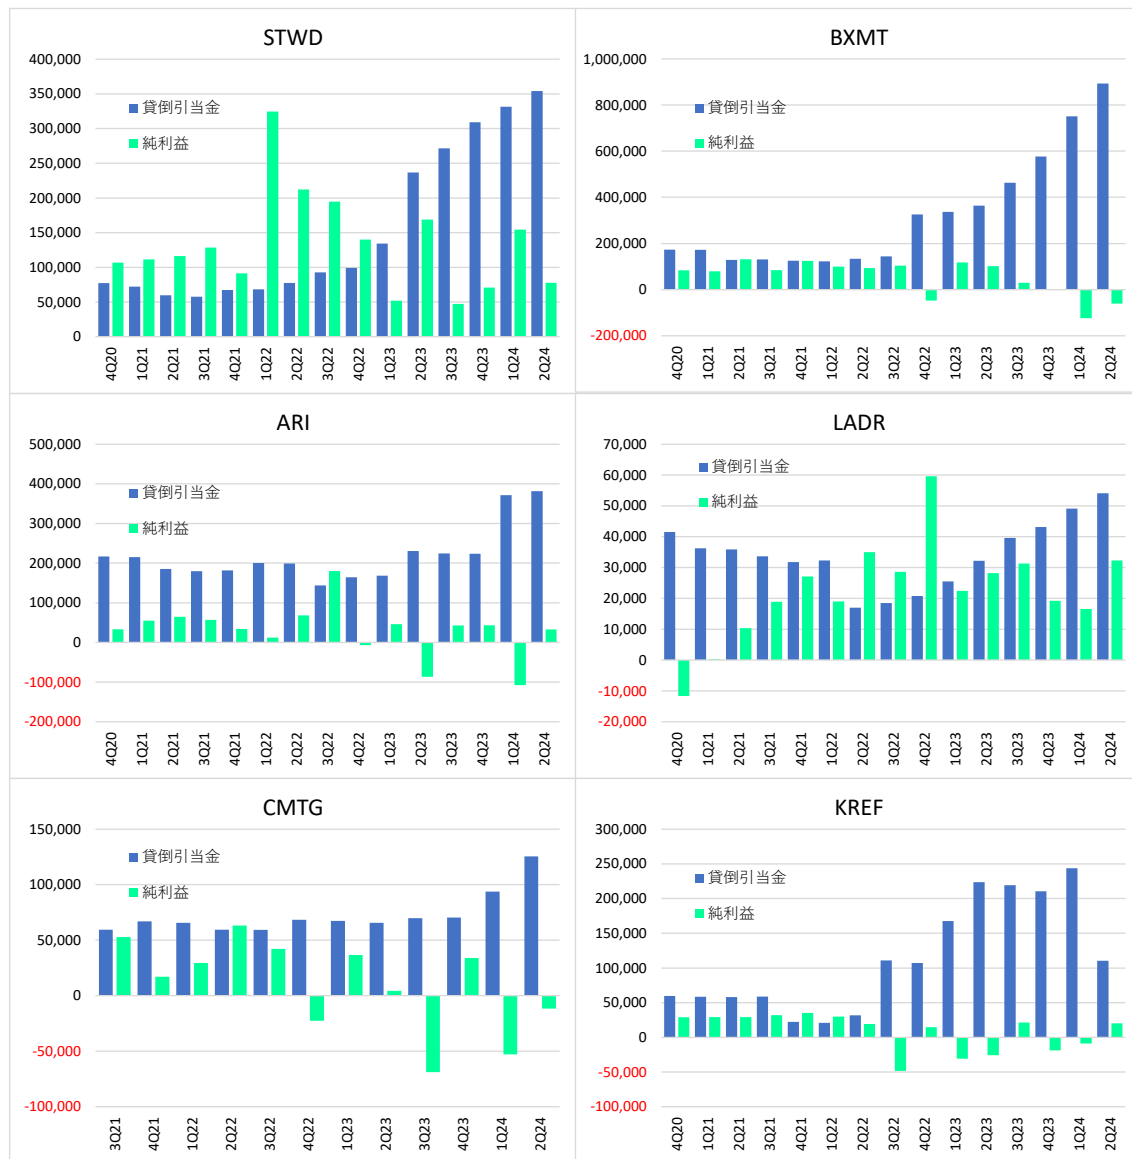 STWD
400,000
350,000
300,000
250,000
200,000
150,000
100,000
50,000
0
貸倒引当金
純利益
4Q20
1Q21
2Q21
3Q21
4Q21
1Q22
2Q22
3Q22
4Q22
1Q23
2Q23
3Q23
4Q23
1Q24
2Q24
BXMT
1,000,000
800,000
600,000
400,000
200,000
0
-200,000
貸倒引当金
純利益
4Q20
1Q21
2Q21
3Q21
4Q21
1Q22
2Q22
3Q22
4Q22
1Q23
2Q23
3Q23
4Q23
1Q24
2Q24
ARI
500,000
400,000
300,000
200,000
100,000
0
-100,000
-200,000
貸倒引当金
純利益
4Q20
1Q21
2Q21
3Q21
4Q21
1Q22
2Q22
3Q22
4Q22
1Q23
2Q23
3Q23
4Q23
1Q24
2Q24
LADR
70,000
60,000
50,000
40,000
30,000
20,000
10,000
0
-10,000
-20,000
貸倒引当金
純利益
4Q20
1Q21
2Q21
3Q21
4Q21
1Q22
2Q22
3Q22
4Q22
1Q23
2Q23
3Q23
4Q23
1Q24
2Q24
CMTG
150,000
100,000
50,000
0
-50,000
-100,000
貸倒引当金
純利益
3Q21
4Q21
1Q22
2Q22
3Q22
4Q22
1Q23
2Q23
3Q23
4Q23
1Q24
2Q24
KREF
300,000
250,000
200,000
150,000
100,000
50,000
0
-50,000
-100,000
貸倒引当金
純利益
4Q20
1Q21
2Q21
3Q21
4Q21
1Q22
2Q22
3Q22
4Q22
1Q23
2Q23
3Q23
4Q23
1Q24
2Q24